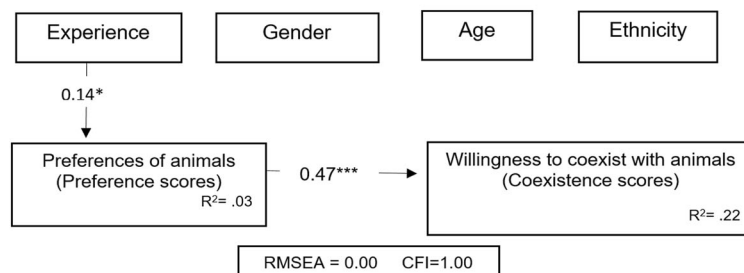 Experience
Gender
Age
Ethnicity
0.14*
Preferences of animals
(Preference scores)
R²= .03
0.47***
Willingness to coexist with animals
(Coexistence scores)
R²= .22
RMSEA = 0.00 CFI=1.00